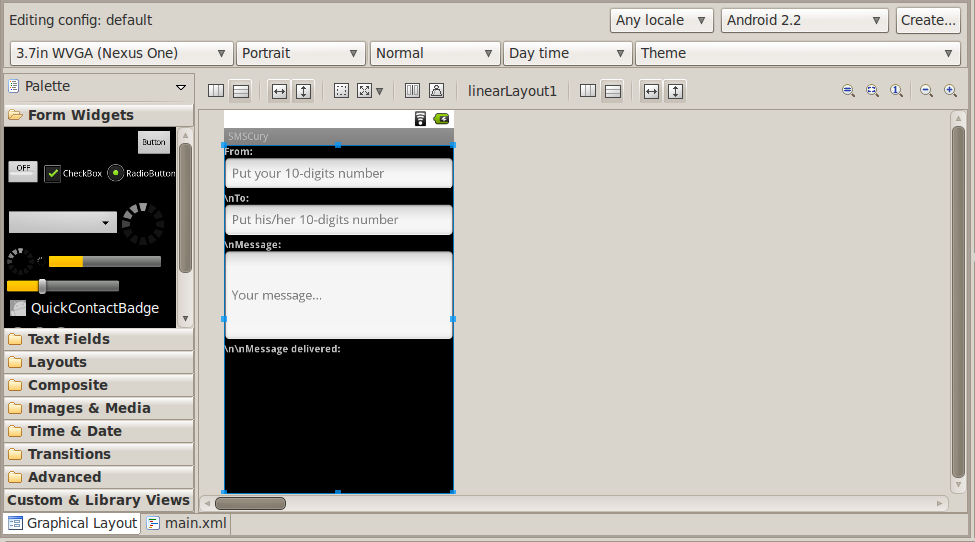 Editing config: default
Any locale
Android 2.2
Create...
3.7in WVGA (Nexus One)
Portrait
Normal
Day time
Theme
Palette
linearLayout1
1
Form Widgets
Button
OFF
CheckBox
RadioButton
QuickContactBadge
Text Fields
Layouts
Composite
Images & Media
Time & Date
Transitions
Advanced
Custom & Library Views
SMSCury
From:
Put your 10-digits number
\nTo:
Put his/her 10-digits number
\nMessage:
Your message...
\n\nMessage delivered:
Graphical Layout
main.xml